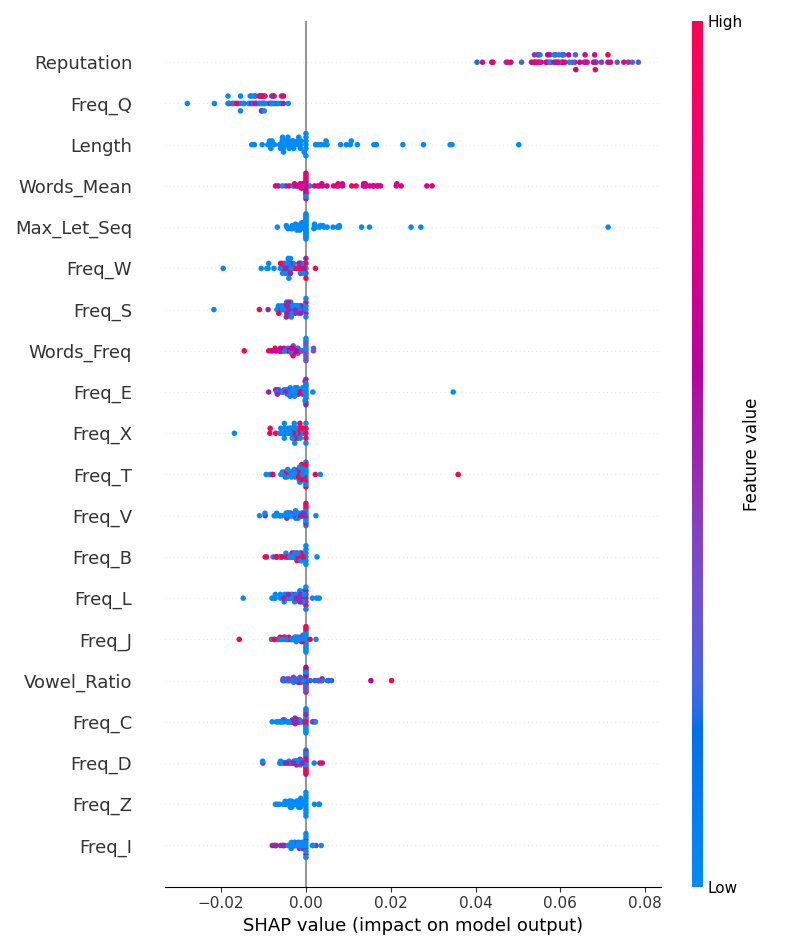 High
Reputation
Freq_Q
Length
Words_Mean
Max_Let_Seq
Freq_W
Freq_S
Words_Freq
Freq_E
Freq_X
Freq_T
Freq_V
Freq_B
Freq_L
Freq_J
Vowel_Ratio
Freq_C
Freq_D
Freq_Z
Freq_I
Feature value
Low
−0.02 0.00 0.02 0.04 0.06 0.08
SHAP value (impact on model output)